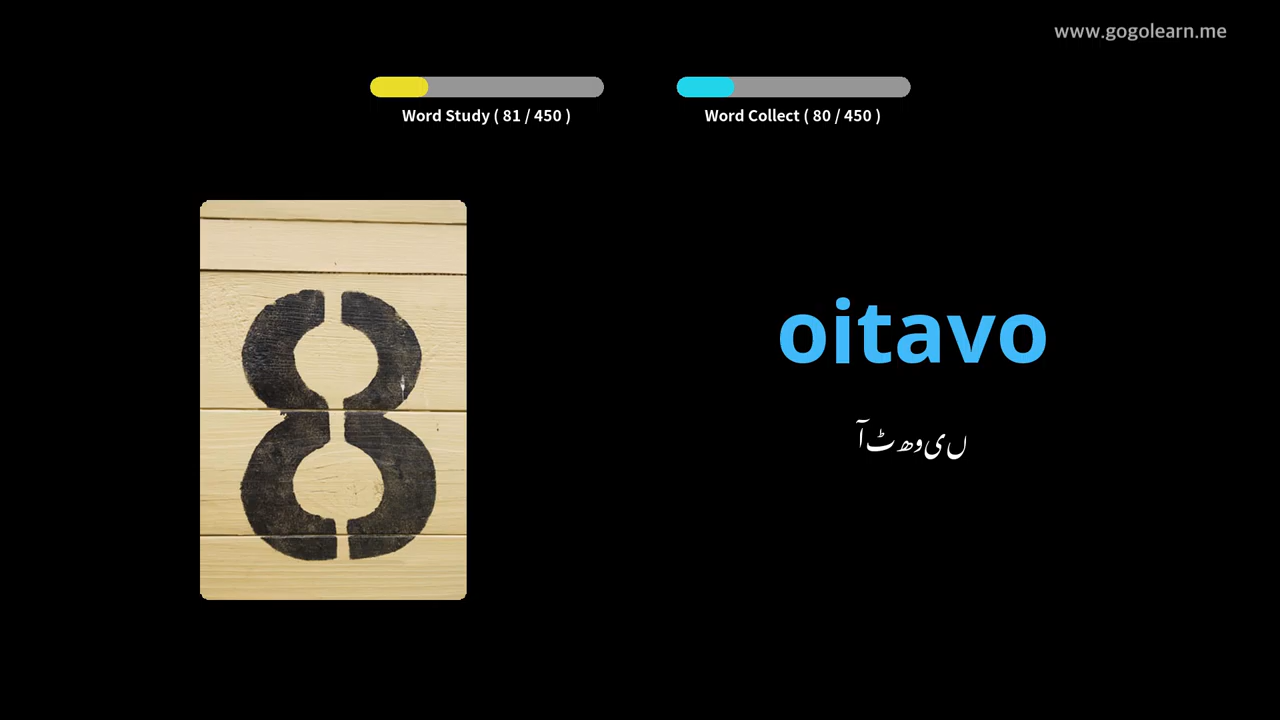 www.gogolearn.me
Word Study ( 81 / 450 )
Word Collect ( 80 / 450 )
8
oitavo
آٹھویں